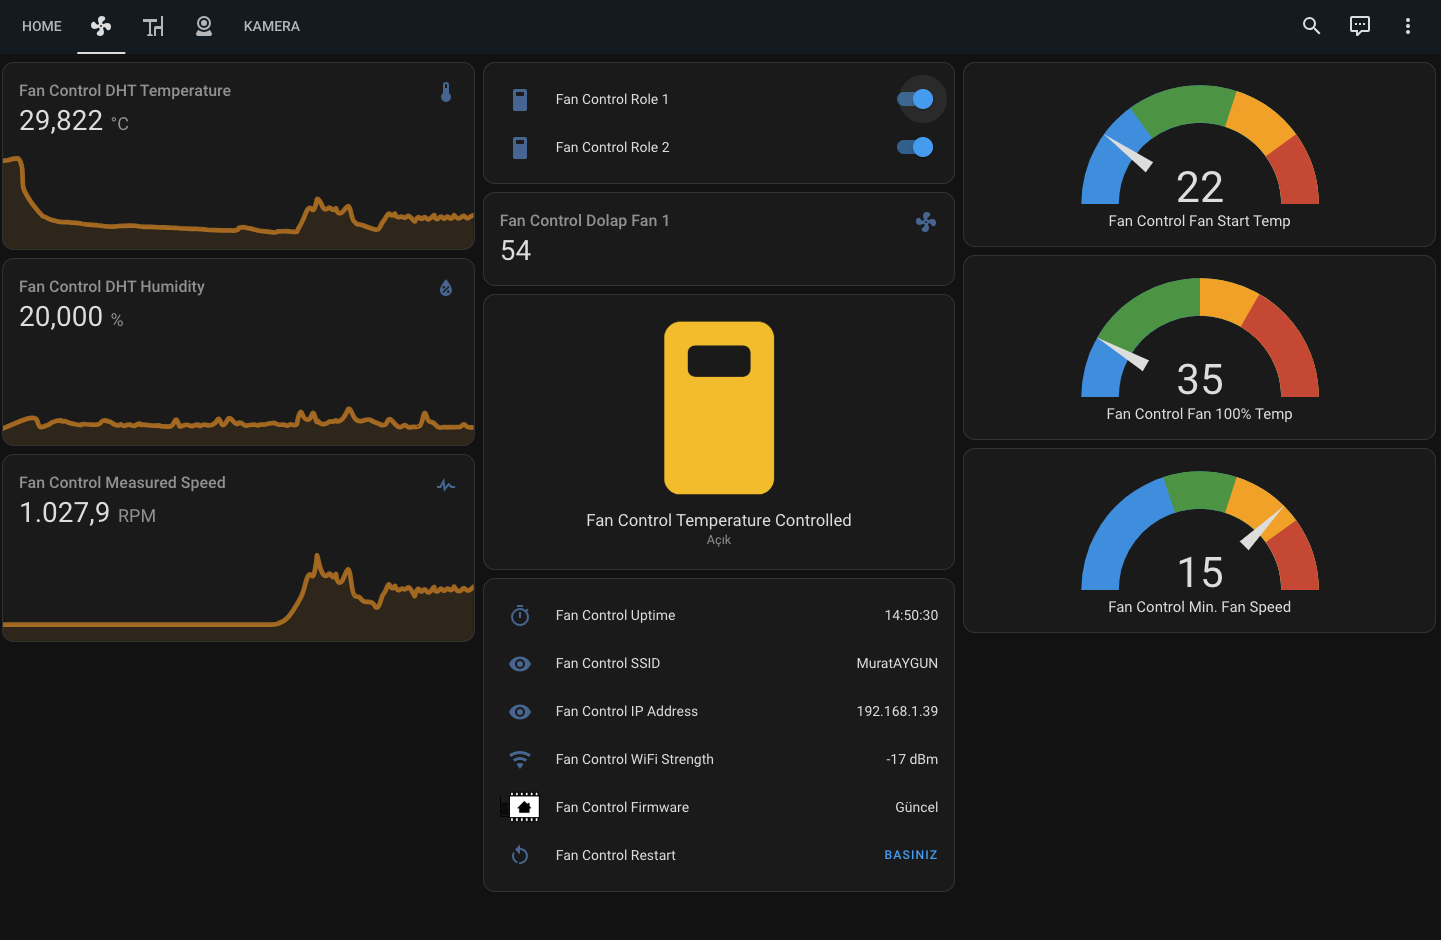 HOME
KAMERA
Fan Control DHT Temperature
29,822 °C
Fan Control DHT Humidity
20,000 %
Fan Control Measured Speed
1.027,9 RPM
Fan Control Role 1
Fan Control Role 2
Fan Control Dolap Fan 1
54
Fan Control Temperature Controlled
Açık
Fan Control Uptime 14:50:30
Fan Control SSID MuratAYGUN
Fan Control IP Address 192.168.1.39
Fan Control WiFi Strength -17 dBm
Fan Control Firmware Güncel
Fan Control Restart BASINIZ
22
Fan Control Fan Start Temp
35
Fan Control Fan 100% Temp
15
Fan Control Min. Fan Speed